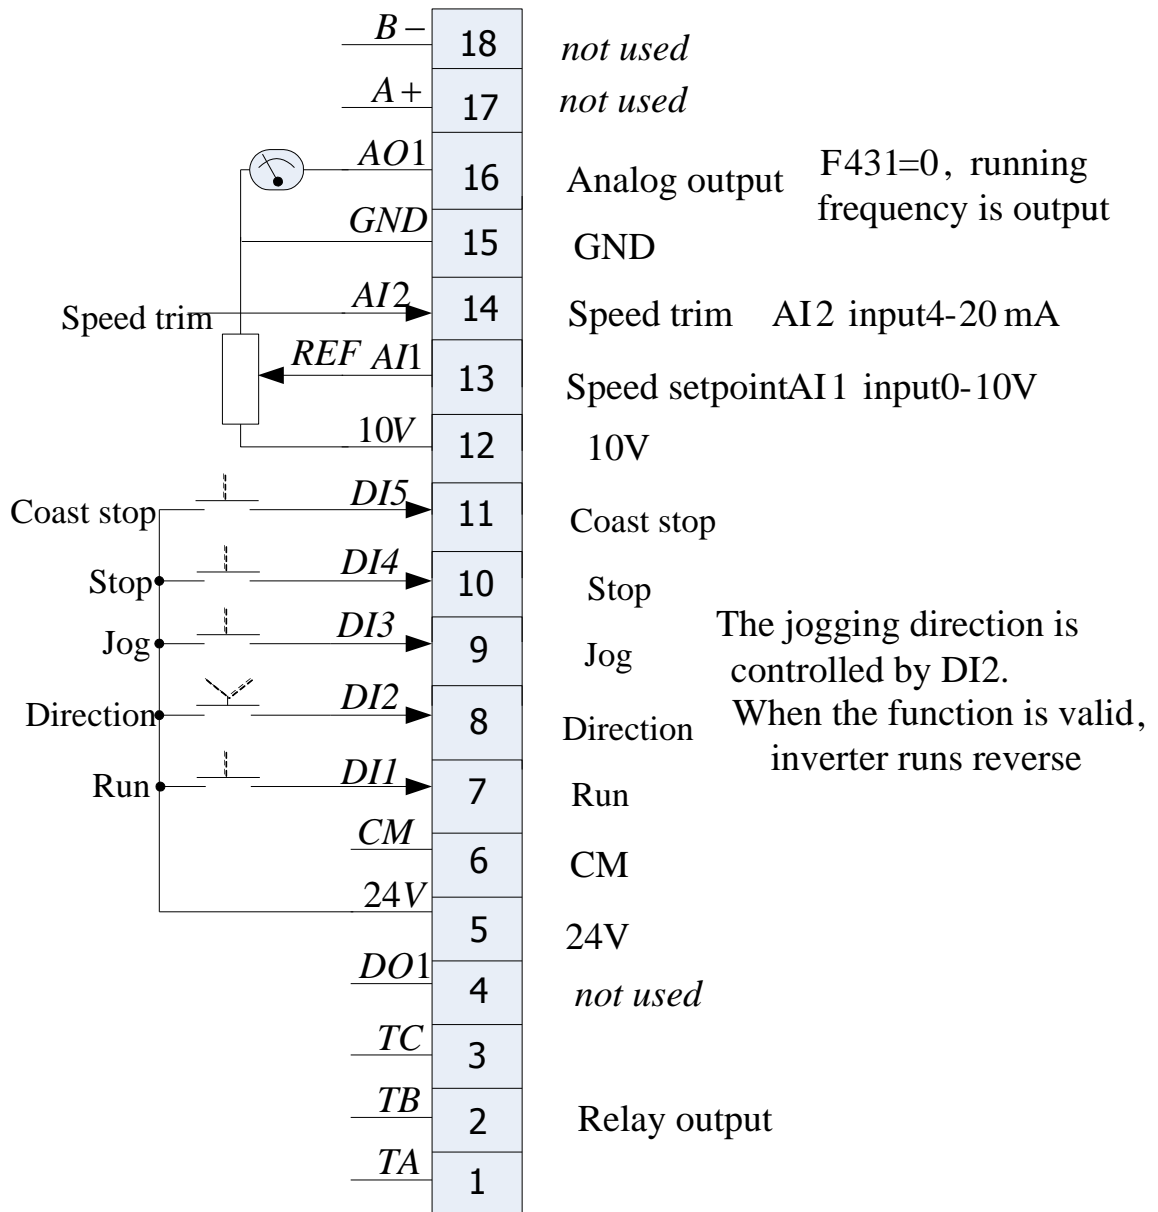 B − 18 not used
A + 17 not used
AO1 16 Analog output F431=0, running
frequency is output
GND 15 GND
Speed trim AI2 14 Speed trim AI2 input4-20 mA
REF AI1 13 Speed setpointAI1 input0-10V
10V 12 10V
Coast stop DI5 11 Coast stop
Stop DI4 10 Stop
Jog DI3 9 Jog The jogging direction is
controlled by DI2.
Direction DI2 8 Direction When the function is valid,
inverter runs reverse
Run DI1 7 Run
CM 6 CM
24V 5 24V
DO1 4 not used
TC 3
TB 2 Relay output
TA 1